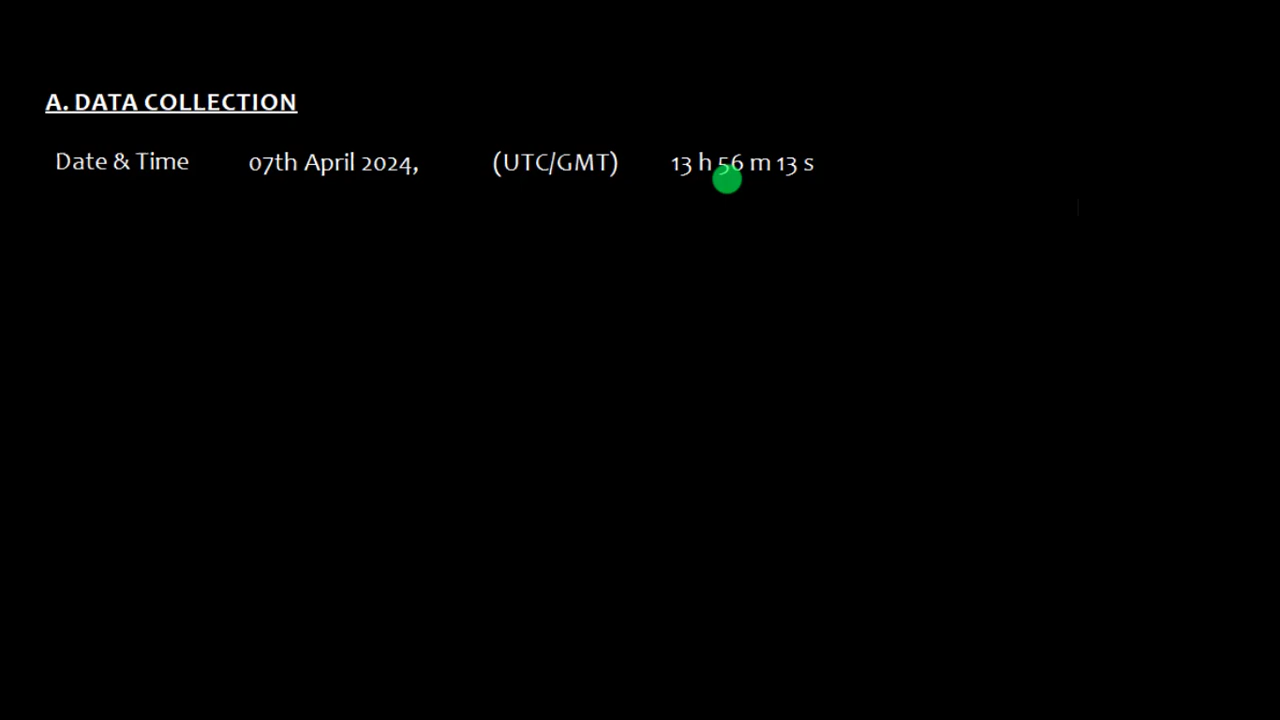 A. DATA COLLECTION
Date & Time 07th April 2024, (UTC/GMT) 13 h 56 m 13 s